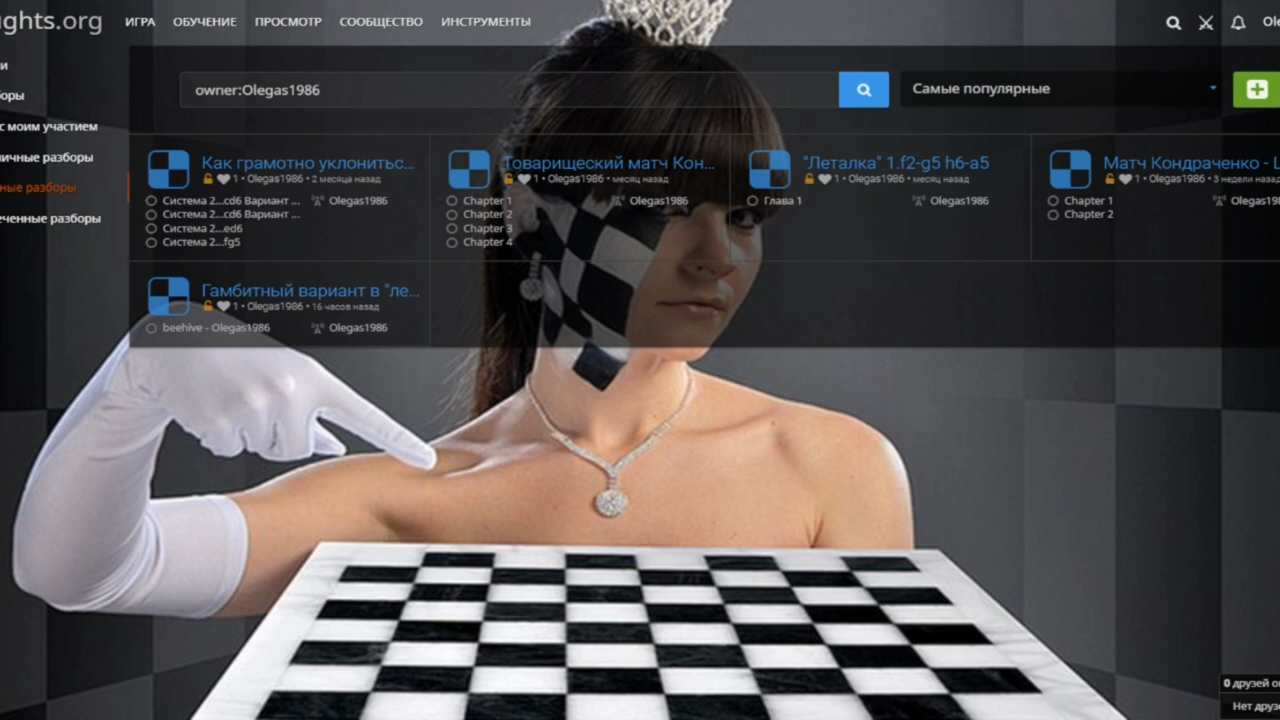 ughts.org
ИГРА ОБУЧЕНИЕ ПРОСМОТР СООБЩЕСТВО ИНСТРУМЕНТЫ
Ole
и
боры
с моим участием
ичные разборы
ные разборы
еченные разборы
owner:Olegas1986
Самые популярные
Как грамотно уклонитьс...
1 • Olegas1986 • 2 месяца назад
Система 2...cd6 Вариант ... Olegas1986
Система 2...cd6 Вариант ...
Система 2...ed6
Система 2...fg5
Товарищеский матч Кон...
1 • Olegas1986 • месяц назад
Chapter 1 Olegas1986
Chapter 2
Chapter 3
Chapter 4
"Леталка" 1.f2-g5 h6-a5
1 • Olegas1986 • месяц назад
Глава 1 Olegas1986
Матч Кондраченко - L
1 • Olegas1986 • 3 недели назад
Chapter 1 Olegas198
Chapter 2
Гамбитный вариант в "ле...
1 • Olegas1986 • 16 часов назад
beehive - Olegas1986 Olegas1986
0 друзей о
Нет друз